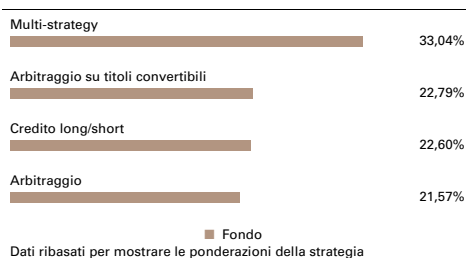 Multi-strategy
33,04%
Arbitraggio su titoli convertibili
22,79%
Credito long/short
22,60%
Arbitraggio
21,57%
Fondo
Dati ribasati per mostrare le ponderazioni della strategia